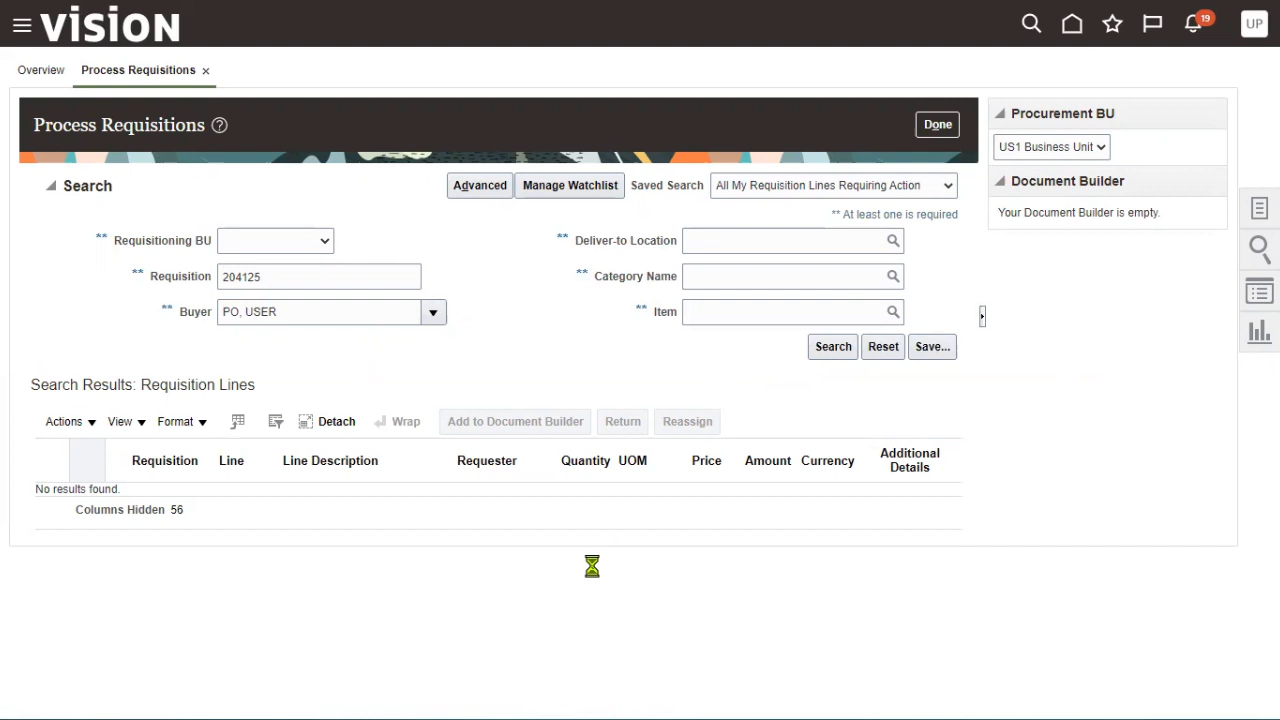 vision
19
UP
Overview
Process Requisitions ×
Process Requisitions ?
Done
Search
Advanced
Manage Watchlist
Saved Search
All My Requisition Lines Requiring Action
** At least one is required
** Requisitioning BU
** Deliver-to Location
** Requisition 204125
** Category Name
** Buyer PO, USER
** Item
Search
Reset
Save...
Search Results: Requisition Lines
Actions
View
Format
Detach
Wrap
Add to Document Builder
Return
Reassign
Requisition
Line
Line Description
Requester
Quantity
UOM
Price
Amount
Currency
Additional
Details
No results found.
Columns Hidden 56
Procurement BU
US1 Business Unit
Document Builder
Your Document Builder is empty.